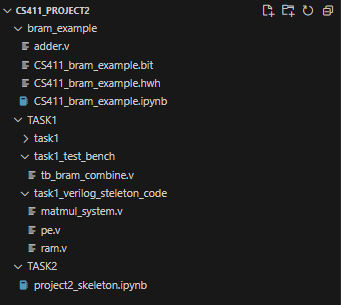 CS411_PROJECT2
bram_example
adder.v
CS411_bram_example.bit
CS411_bram_example.hwh
CS411_bram_example.ipynb
TASK1
task1
task1_test_bench
tb_bram_combine.v
task1_verilog_steleton_code
matmul_system.v
pe.v
ram.v
TASK2
project2_skeleton.ipynb